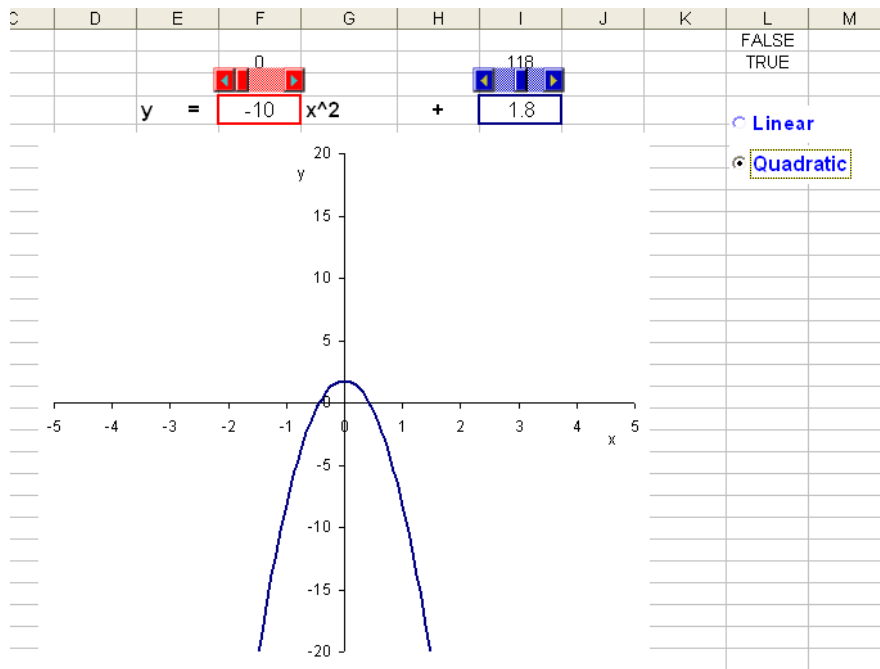 C D E F G H I J K L M
FALSE
0 118 TRUE
y = -10 x^2 + 1.8
Linear
Quadratic
20
y
15
10
5
0
-5 -4 -3 -2 -1 0 1 2 3 4 5
x
-5
-10
-15
-20